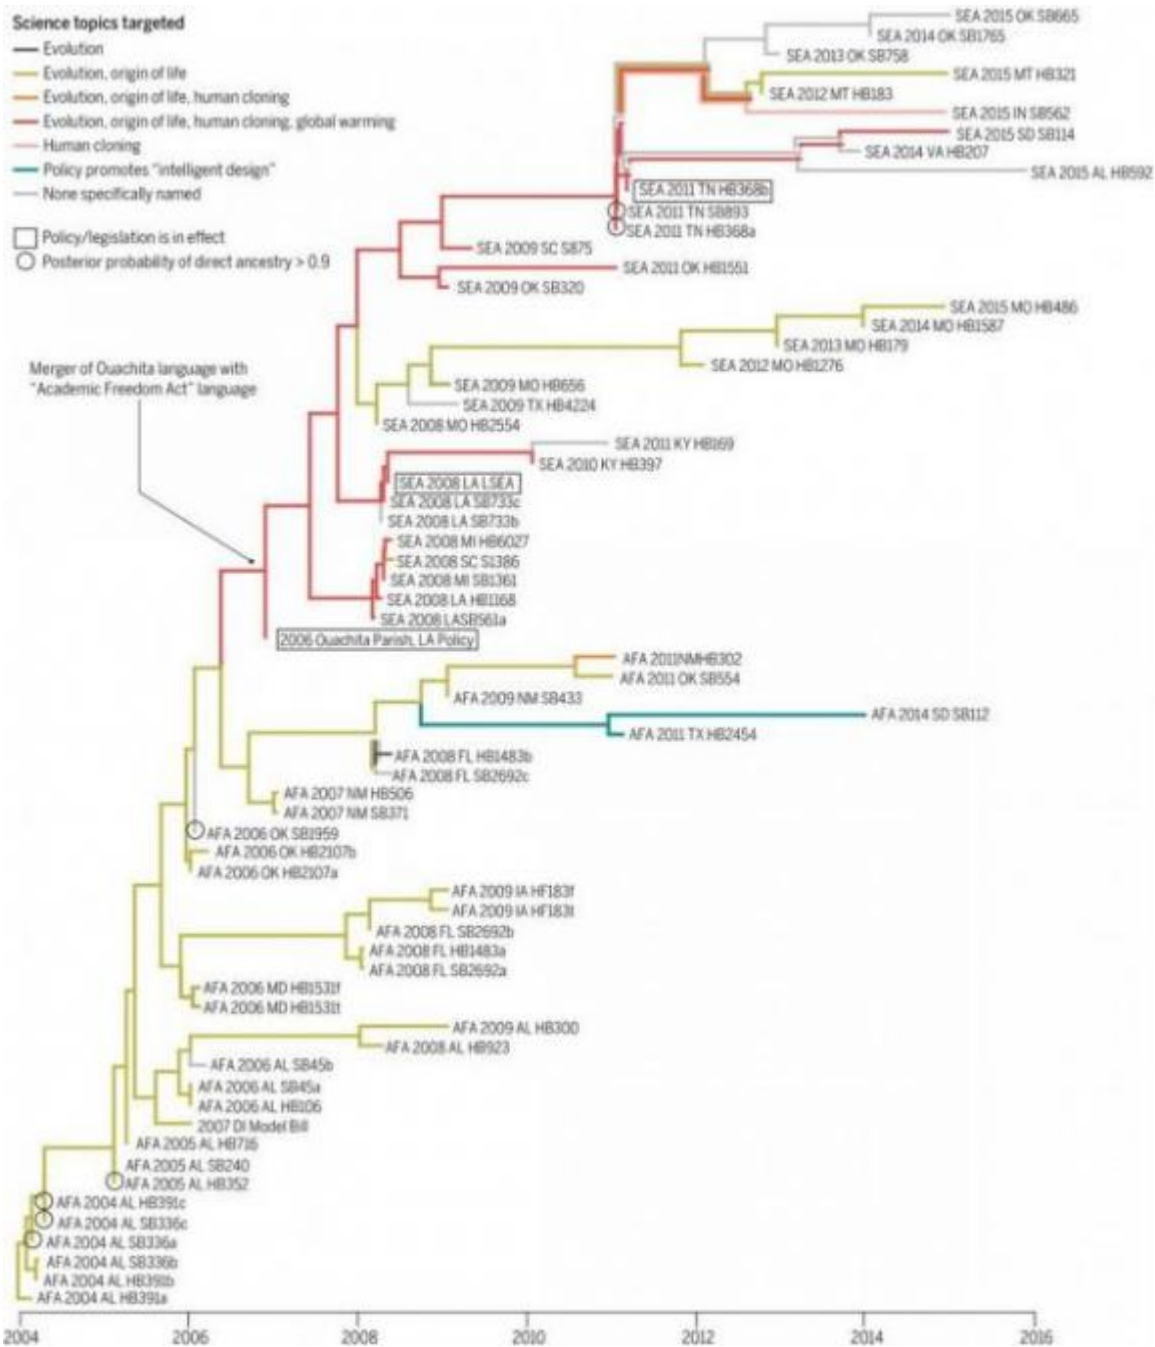 Science topics targeted
Evolution
Evolution, origin of life
Evolution, origin of life, human cloning
Evolution, origin of life, human cloning, global warming
Human cloning
Policy promotes "intelligent design"
None specifically named
Policy/legislation is in effect
Posterior probability of direct ancestry > 0.9
Merger of Ouachita language with
"Academic Freedom Act" language
SEA 2015 OK SB665
SEA 2014 OK SB1765
SEA 2013 OK SB758
SEA 2015 MT HB321
SEA 2012 MT HB183
SEA 2015 IN SB562
SEA 2015 SD SB114
SEA 2014 VA HB207
SEA 2015 AL HB592
SEA 2011 TN HB368b
SEA 2011 TN SB893
SEA 2011 TN HB368a
SEA 2009 SC S875
SEA 2011 OK HB1551
SEA 2009 OK SB320
SEA 2015 MO HB486
SEA 2014 MO HB1587
SEA 2013 MO HB179
SEA 2012 MO HB1276
SEA 2009 MO HB656
SEA 2009 TX HB4224
SEA 2008 MO HB2554
SEA 2011 KY HB169
SEA 2010 KY HB397
SEA 2008 LA LSEA
SEA 2008 LA SB733c
SEA 2008 LA SB733b
SEA 2008 MI HB6027
SEA 2008 SC S1386
SEA 2008 MI SB1361
SEA 2008 LA HB1168
SEA 2008 LASB561a
2006 Ouachita Parish, LA Policy
AFA 2011NMHB302
AFA 2011 OK SB554
AFA 2009 NM SB433
AFA 2014 SD SB112
AFA 2011 TX HB2454
AFA 2008 FL HB1483b
AFA 2008 FL SB2692c
AFA 2007 NM HB506
AFA 2007 NM SB371
AFA 2006 OK SB1959
AFA 2006 OK HB2107b
AFA 2006 OK HB2107a
AFA 2009 IA HF183f
AFA 2009 IA HF183t
AFA 2008 FL SB2692b
AFA 2008 FL HB1483a
AFA 2008 FL SB2692a
AFA 2006 MD HB1531f
AFA 2006 MD HB1531t
AFA 2009 AL HB300
AFA 2008 AL HB923
AFA 2006 AL SB45b
AFA 2006 AL SB45a
AFA 2006 AL HB106
2007 DI Model Bill
AFA 2005 AL HB716
AFA 2005 AL SB240
AFA 2005 AL HB352
AFA 2004 AL HB391c
AFA 2004 AL SB336c
AFA 2004 AL SB336a
AFA 2004 AL SB336b
AFA 2004 AL HB391b
AFA 2004 AL HB391a
2004 2006 2008 2010 2012 2014 2016